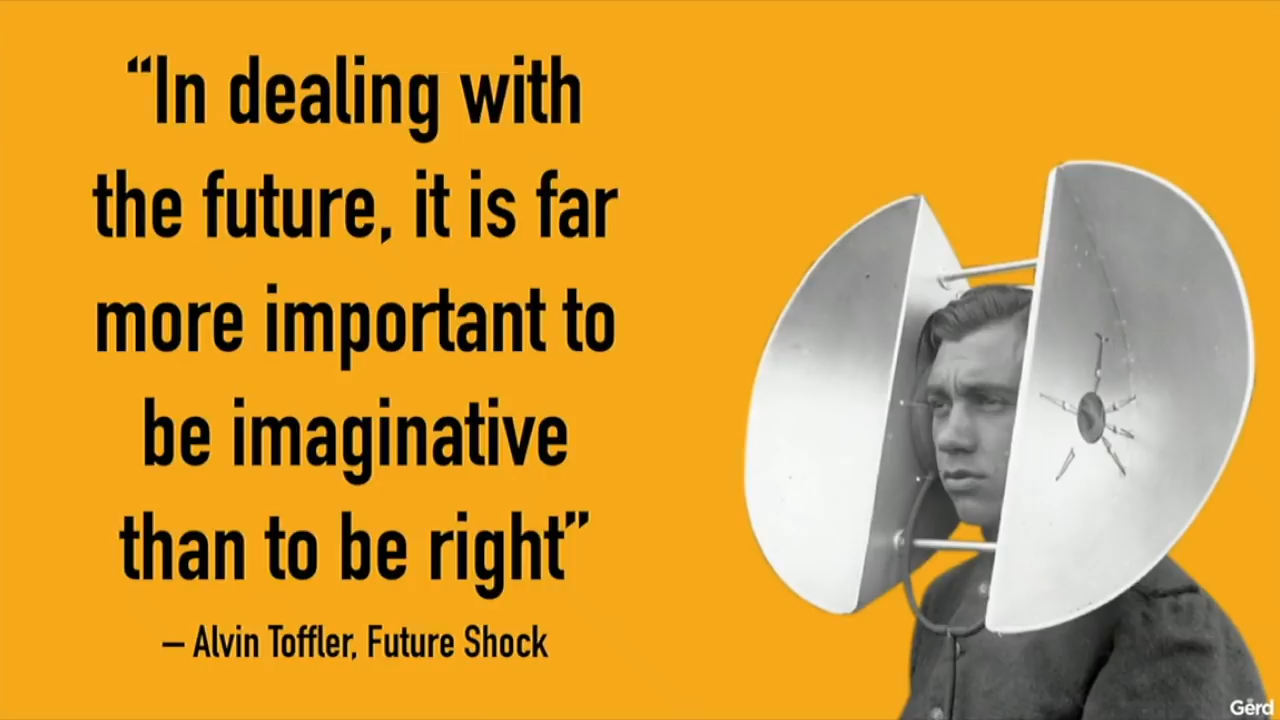 “In dealing with
the future, it is far
more important to
be imaginative
than to be right”
– Alvin Toffler, Future Shock
Gerd